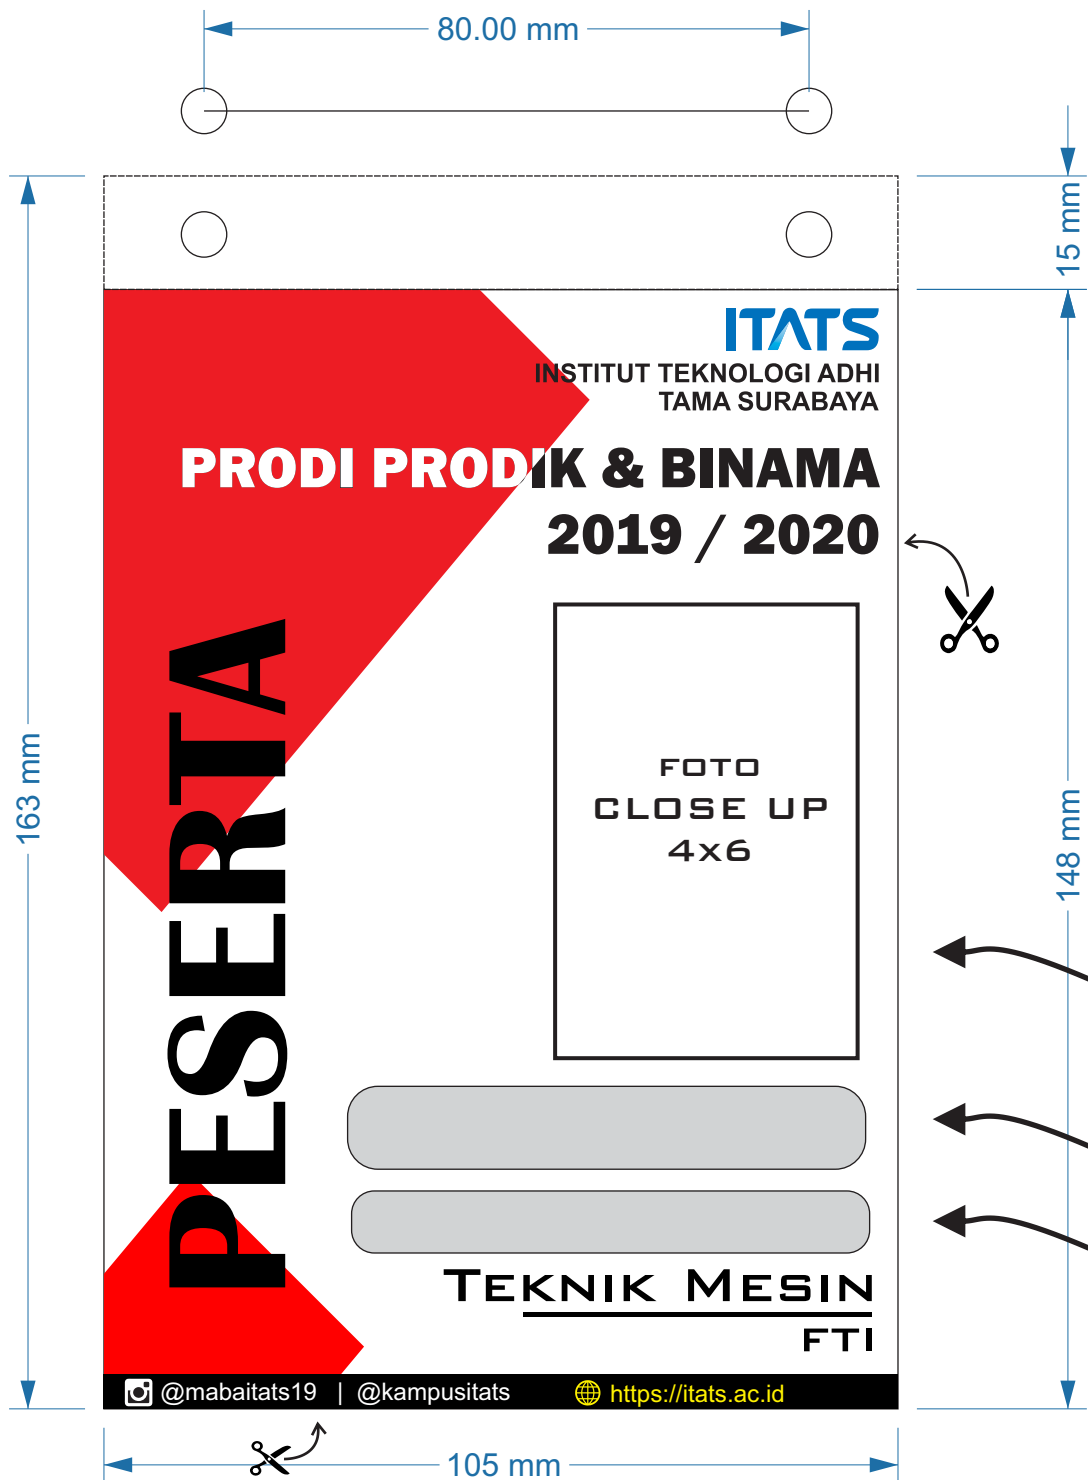 80.00 mm
15 mm
ITATS
INSTITUT TEKNOLOGI ADHI
TAMA SURABAYA
PRODI PRODIK & BINAMA
2019 / 2020
PESERTA
163 mm
FOTO
CLOSE UP
4x6
148 mm
TEKNIK MESIN
FTI
@mabaitats19 | @kampusitats https://itats.ac.id
105 mm